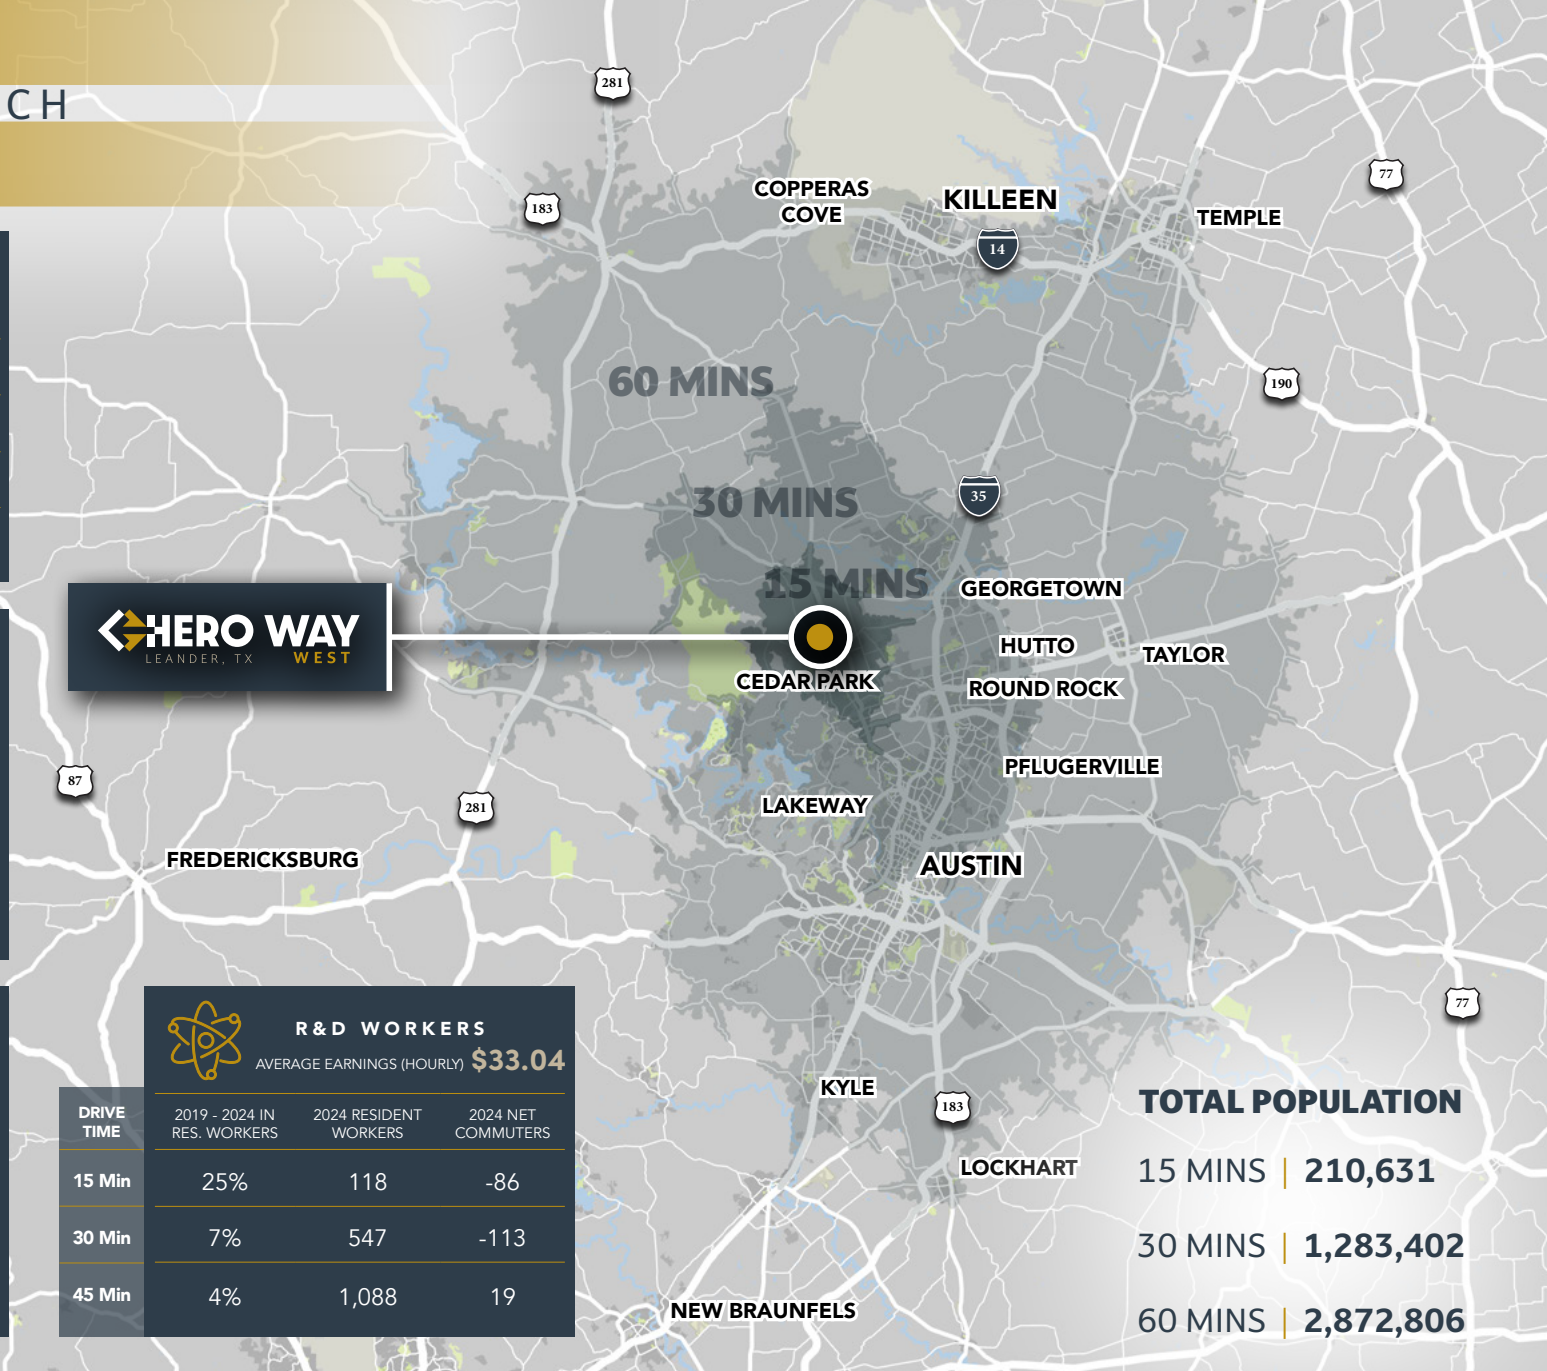 CH
281
183
COPPERAS
COVE
KILLEEN
14
TEMPLE
77
60 MINS
190
30 MINS
35
15 MINS
GEORGETOWN
HERO WAY
LEANDER, TX WEST
HUTTO
TAYLOR
CEDAR PARK
ROUND ROCK
87
281
PFLUGERVILLE
LAKEWAY
FREDERICKSBURG
AUSTIN
77
R&D WORKERS
AVERAGE EARNINGS (HOURLY) $33.04
DRIVE
TIME
2019 - 2024 IN
RES. WORKERS
2024 RESIDENT
WORKERS
2024 NET
COMMUTERS
15 Min 25% 118 -86
30 Min 7% 547 -113
45 Min 4% 1,088 19
KYLE
183
LOCKHART
NEW BRAUNFELS
TOTAL POPULATION
15 MINS | 210,631
30 MINS | 1,283,402
60 MINS | 2,872,806